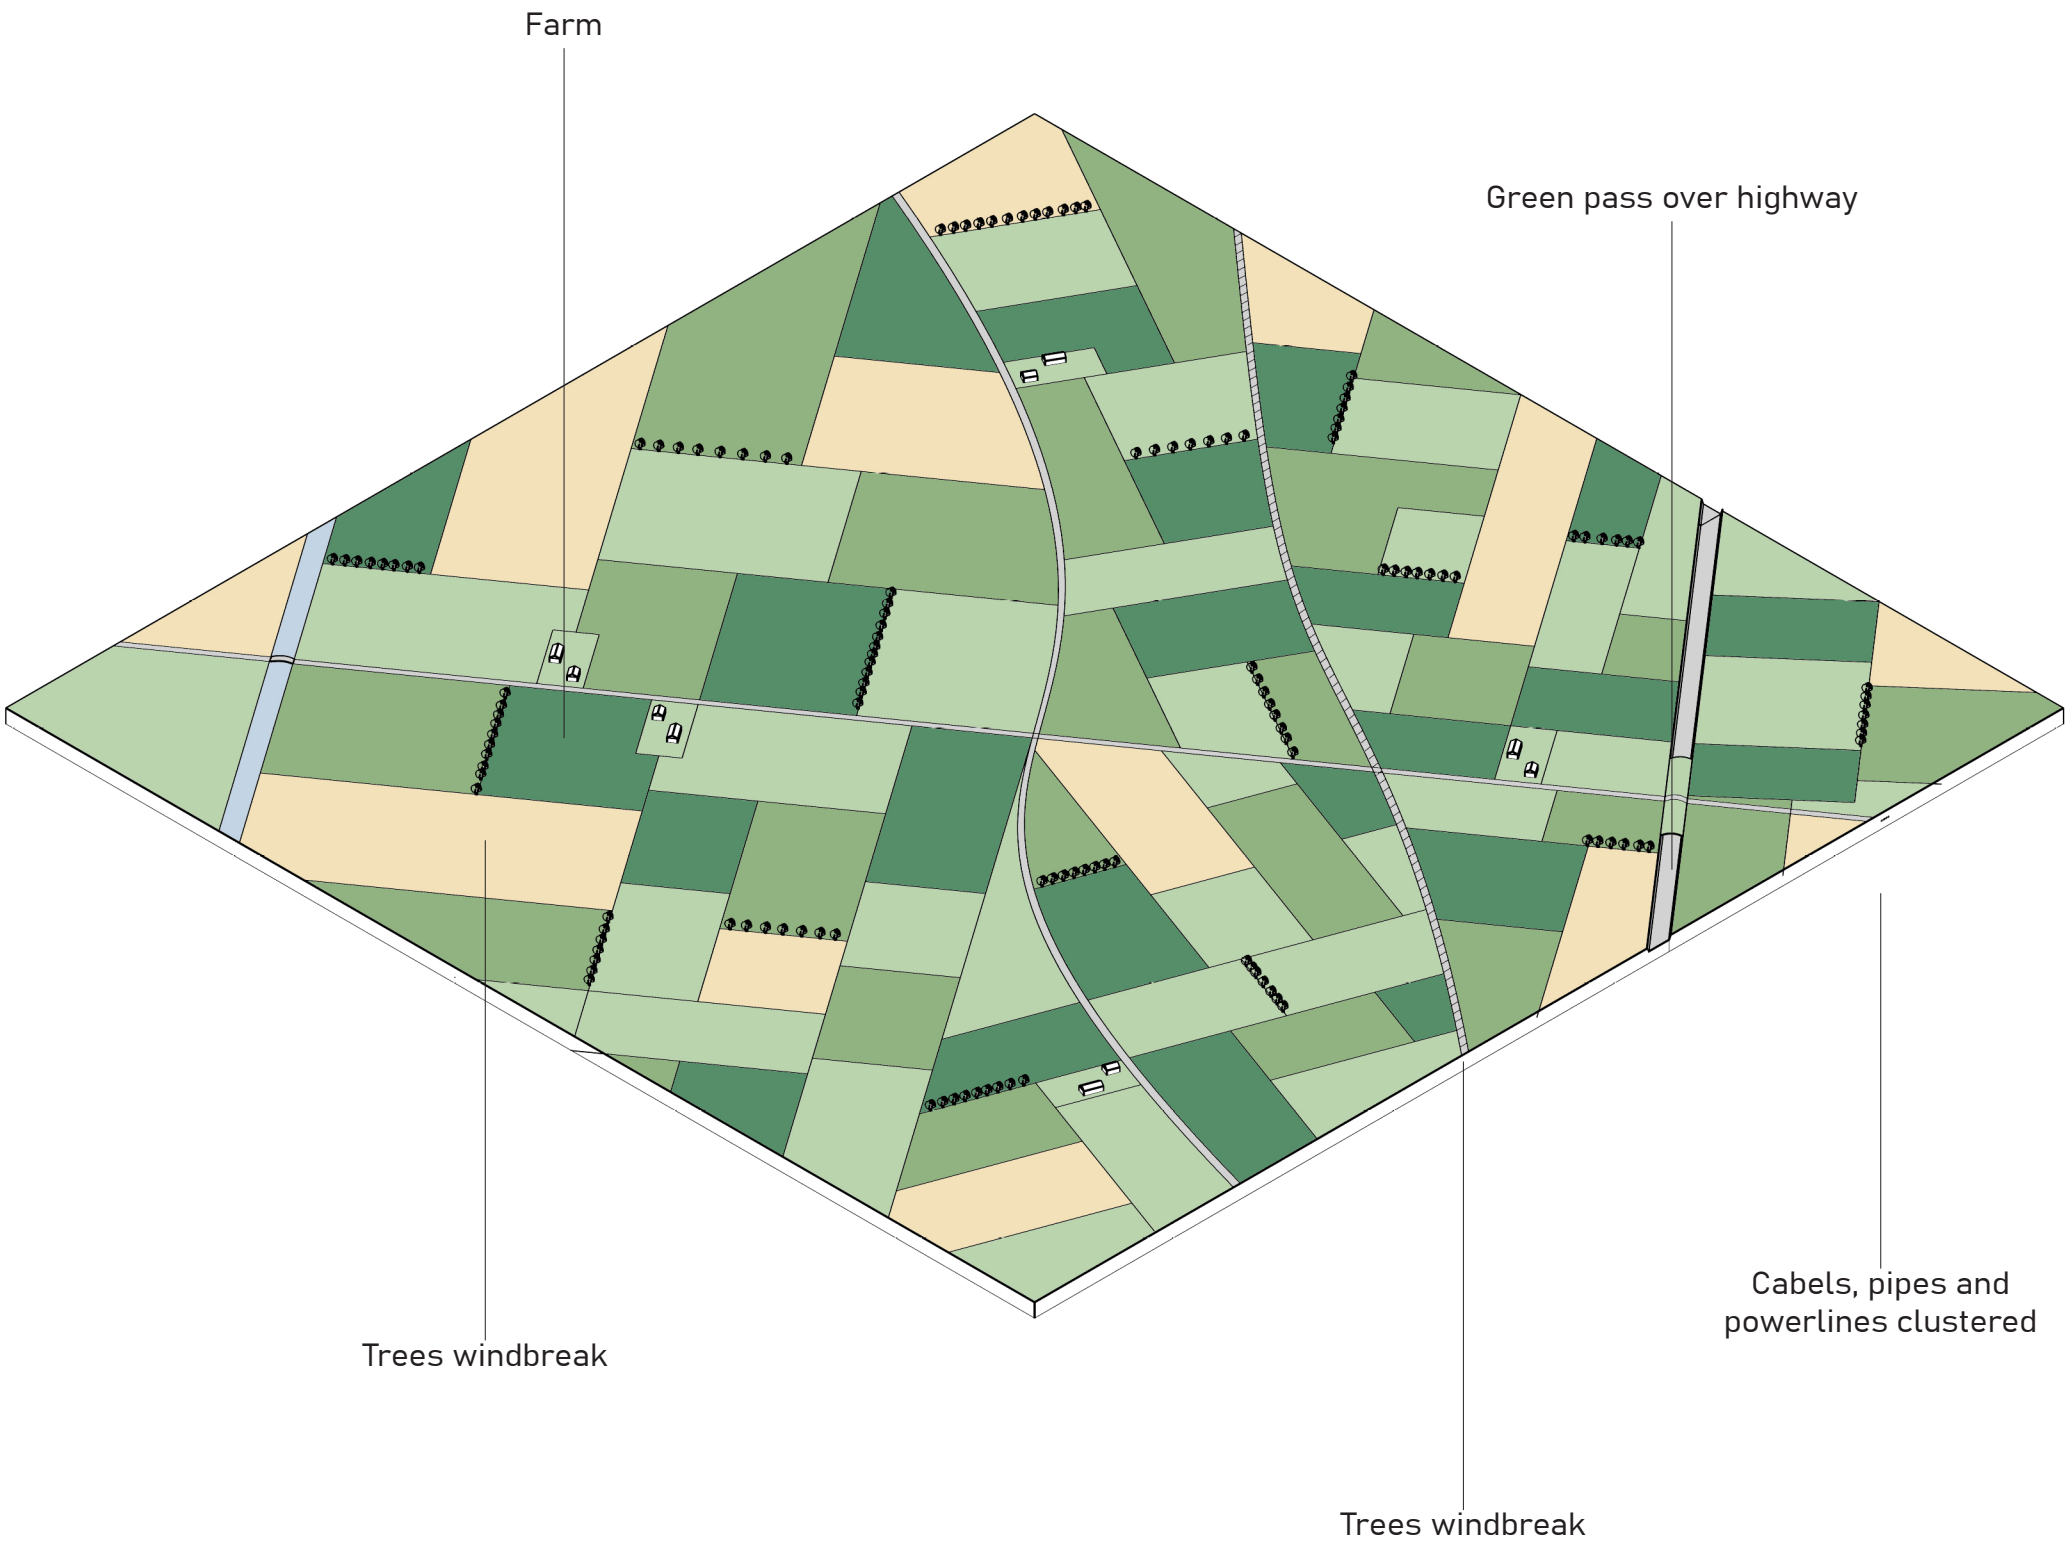 Farm
Green pass over highway
Cabels, pipes and
powerlines clustered
Trees windbreak
Trees windbreak